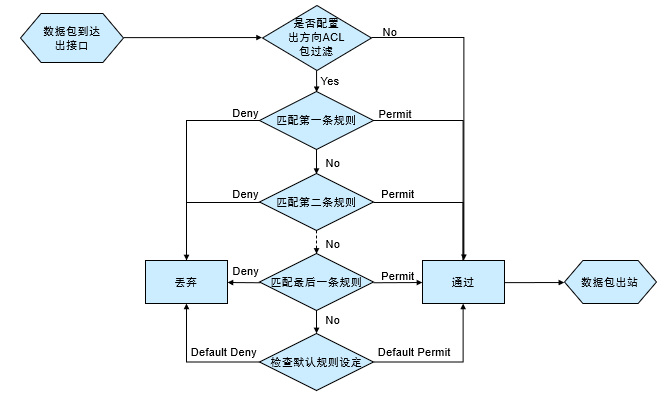 数据包到达
出接口
是否配置
出方向ACL
包过滤
No
Yes
Deny
匹配第一条规则
Permit
No
Deny
匹配第二条规则
Permit
No
丢弃
Deny
匹配最后一条规则
Permit
通过
数据包出站
No
Default Deny
检查默认规则设定
Default Permit